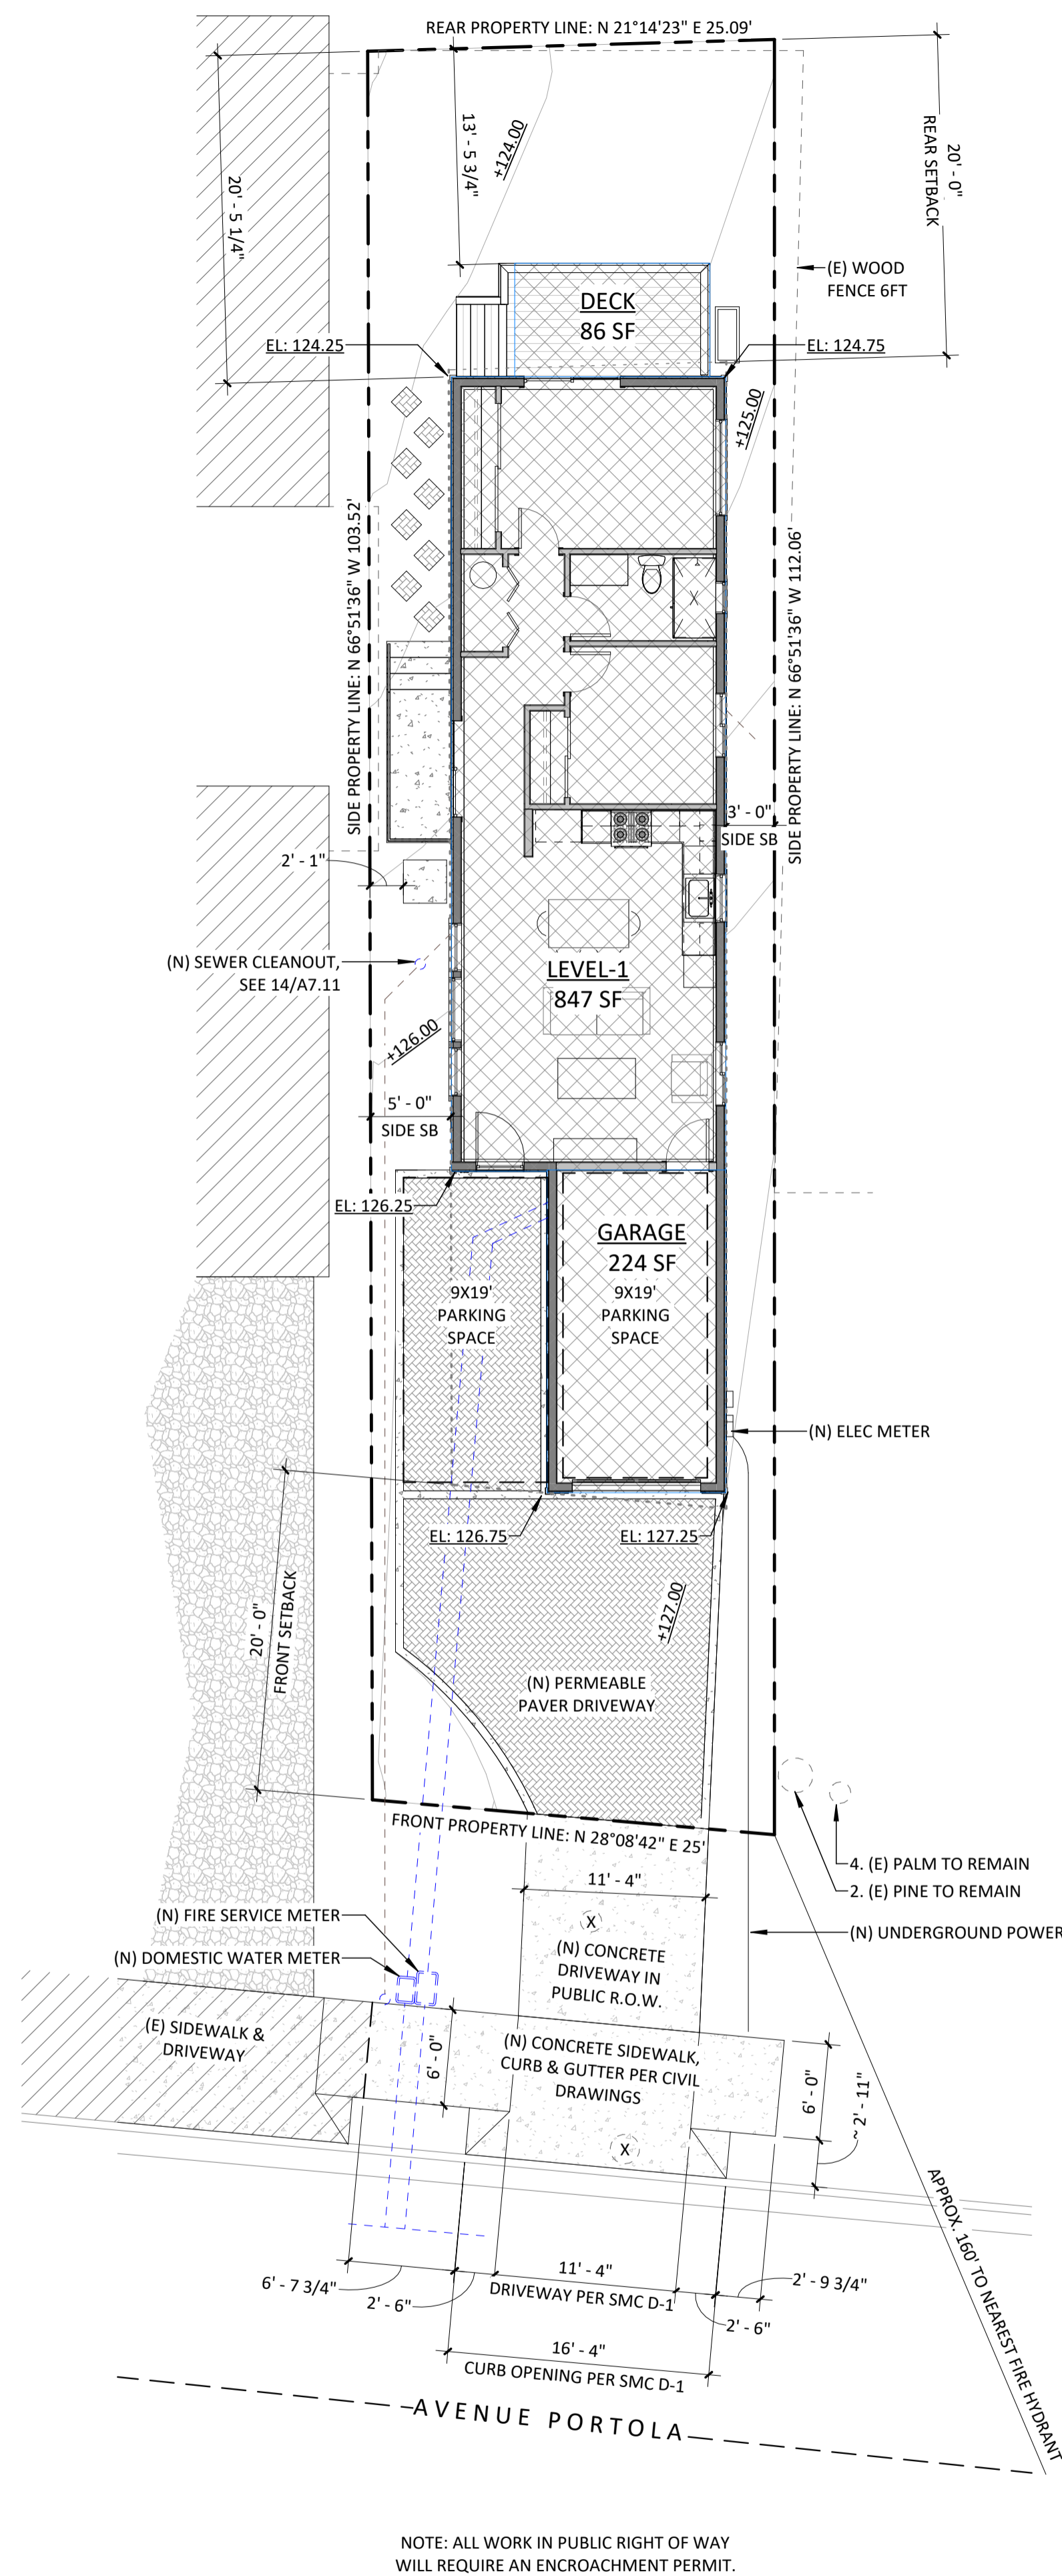 REAR PROPERTY LINE: N 21°14'23" E 25.09'
20' - 5 1/4"
13' - 5 3/4"
+124.00
20' - 0"
REAR SETBACK
(E) WOOD
FENCE 6FT
DECK
86 SF
EL: 124.25
EL: 124.75
+125.00
SIDE PROPERTY LINE: N 66°51'36" W 103.52'
SIDE PROPERTY LINE: N 66°51'36" W 112.06'
3' - 0"
SIDE SB
2' - 1"
(N) SEWER CLEANOUT,
SEE 14/A7.11
LEVEL-1
847 SF
+126.00
5' - 0"
SIDE SB
EL: 126.25
GARAGE
224 SF
9X19'
PARKING
SPACE
9X19'
PARKING
SPACE
(N) ELEC METER
EL: 126.75
EL: 127.25
20' - 0"
FRONT SETBACK
+127.00
(N) PERMEABLE
PAVER DRIVEWAY
FRONT PROPERTY LINE: N 28°08'42" E 25'
4. (E) PALM TO REMAIN
2. (E) PINE TO REMAIN
11' - 4"
(N) FIRE SERVICE METER
X
(N) UNDERGROUND POWER
(N) DOMESTIC WATER METER
(N) CONCRETE
DRIVEWAY IN
PUBLIC R.O.W.
(E) SIDEWALK &
DRIVEWAY
6' - 0"
(N) CONCRETE SIDEWALK,
CURB & GUTTER PER CIVIL
DRAWINGS
6' - 0"
~ 2' - 11"
X
APPROX. 160' TO NEAREST FIRE HYDRANT
6' - 7 3/4"
2' - 6"
11' - 4"
DRIVEWAY PER SMC D-1
2' - 9 3/4"
2' - 6"
16' - 4"
CURB OPENING PER SMC D-1
AVENUE PORTOLA
NOTE: ALL WORK IN PUBLIC RIGHT OF WAY
WILL REQUIRE AN ENCROACHMENT PERMIT.